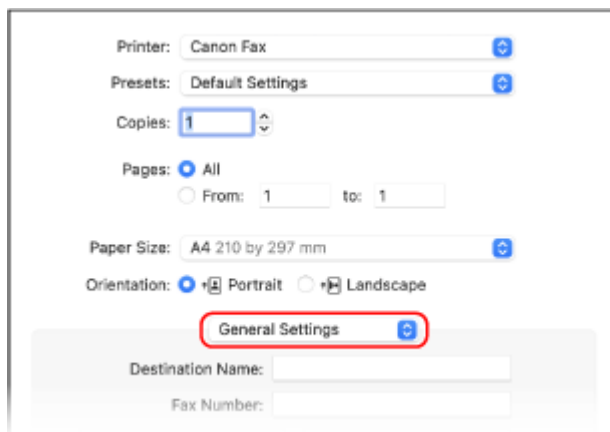 Printer: Canon Fax
Presets: Default Settings
Copies: 1
Pages: All
From: 1 to: 1
Paper Size: A4 210 by 297 mm
Orientation: Portrait Landscape
General Settings
Destination Name:
Fax Number: